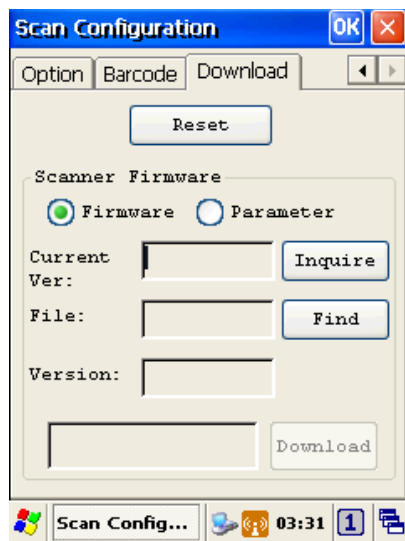 Scan Configuration OK
Option Barcode Download
Reset
Scanner Firmware
Firmware Parameter
Current Ver: Inquire
File: Find
Version:
Download
Scan Config... 03:31 1